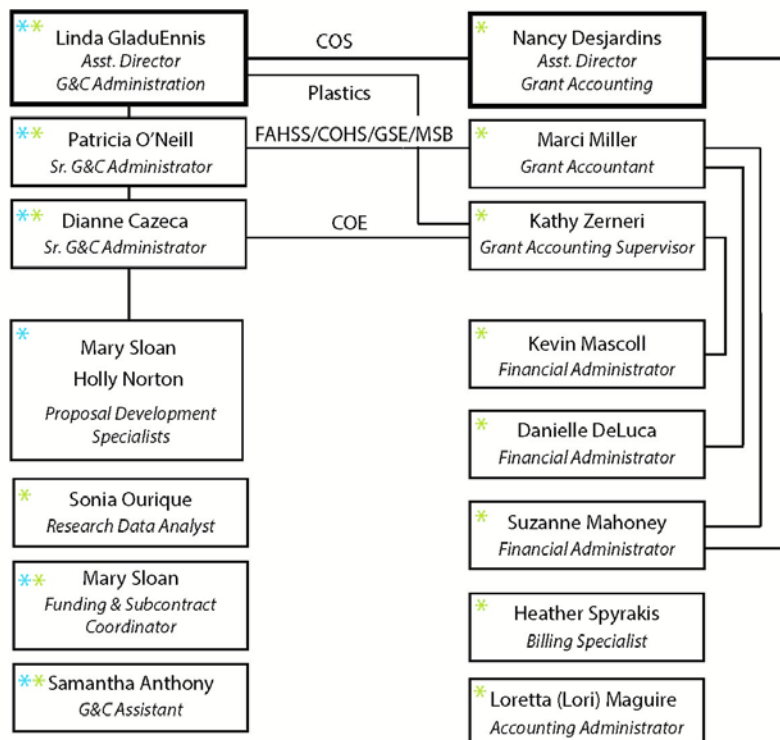 Linda GladuEnnis
Asst. Director
G&C Administration
COS
Plastics
Nancy Desjardins
Asst. Director
Grant Accounting
Patricia O'Neill
Sr. G&C Administrator
FAHSS/COHS/GSE/MSB
Marci Miller
Grant Accountant
Dianne Cazeca
Sr. G&C Administrator
COE
Kathy Zerneri
Grant Accounting Supervisor
Mary Sloan
Holly Norton
Proposal Development
Specialists
Kevin Mascoll
Financial Administrator
Danielle DeLuca
Financial Administrator
Sonia Ourique
Research Data Analyst
Suzanne Mahoney
Financial Administrator
Mary Sloan
Funding & Subcontract
Coordinator
Heather Spyrakis
Billing Specialist
Samantha Anthony
G&C Assistant
Loretta (Lori) Maguire
Accounting Administrator